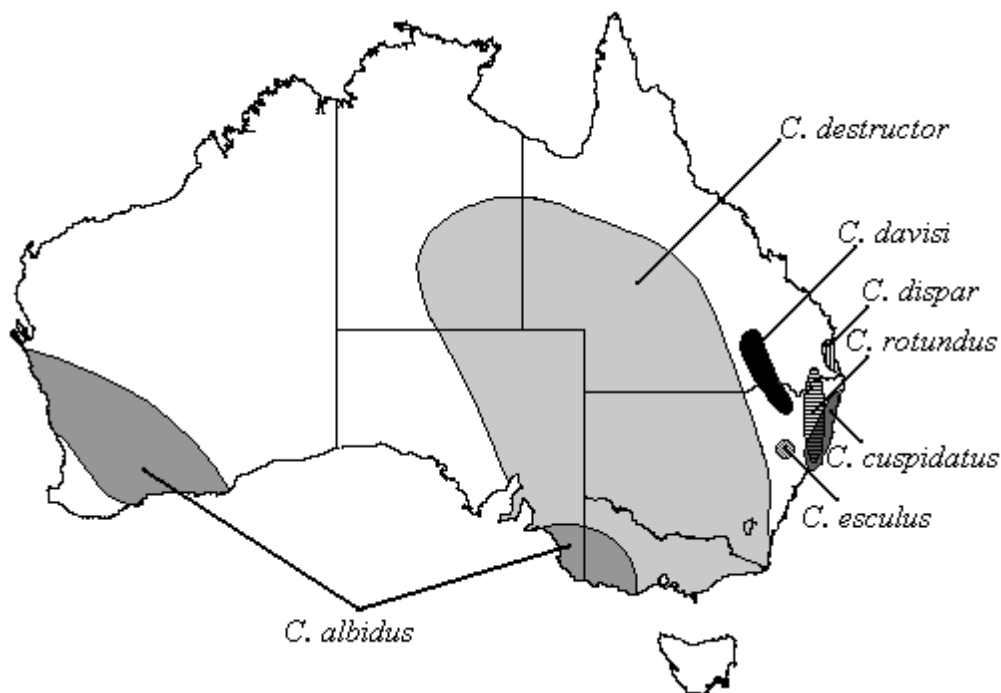 C. destructor
C. davisi
C. dispar
C. rotundus
C. cuspidatus
C. esculus
C. albidus